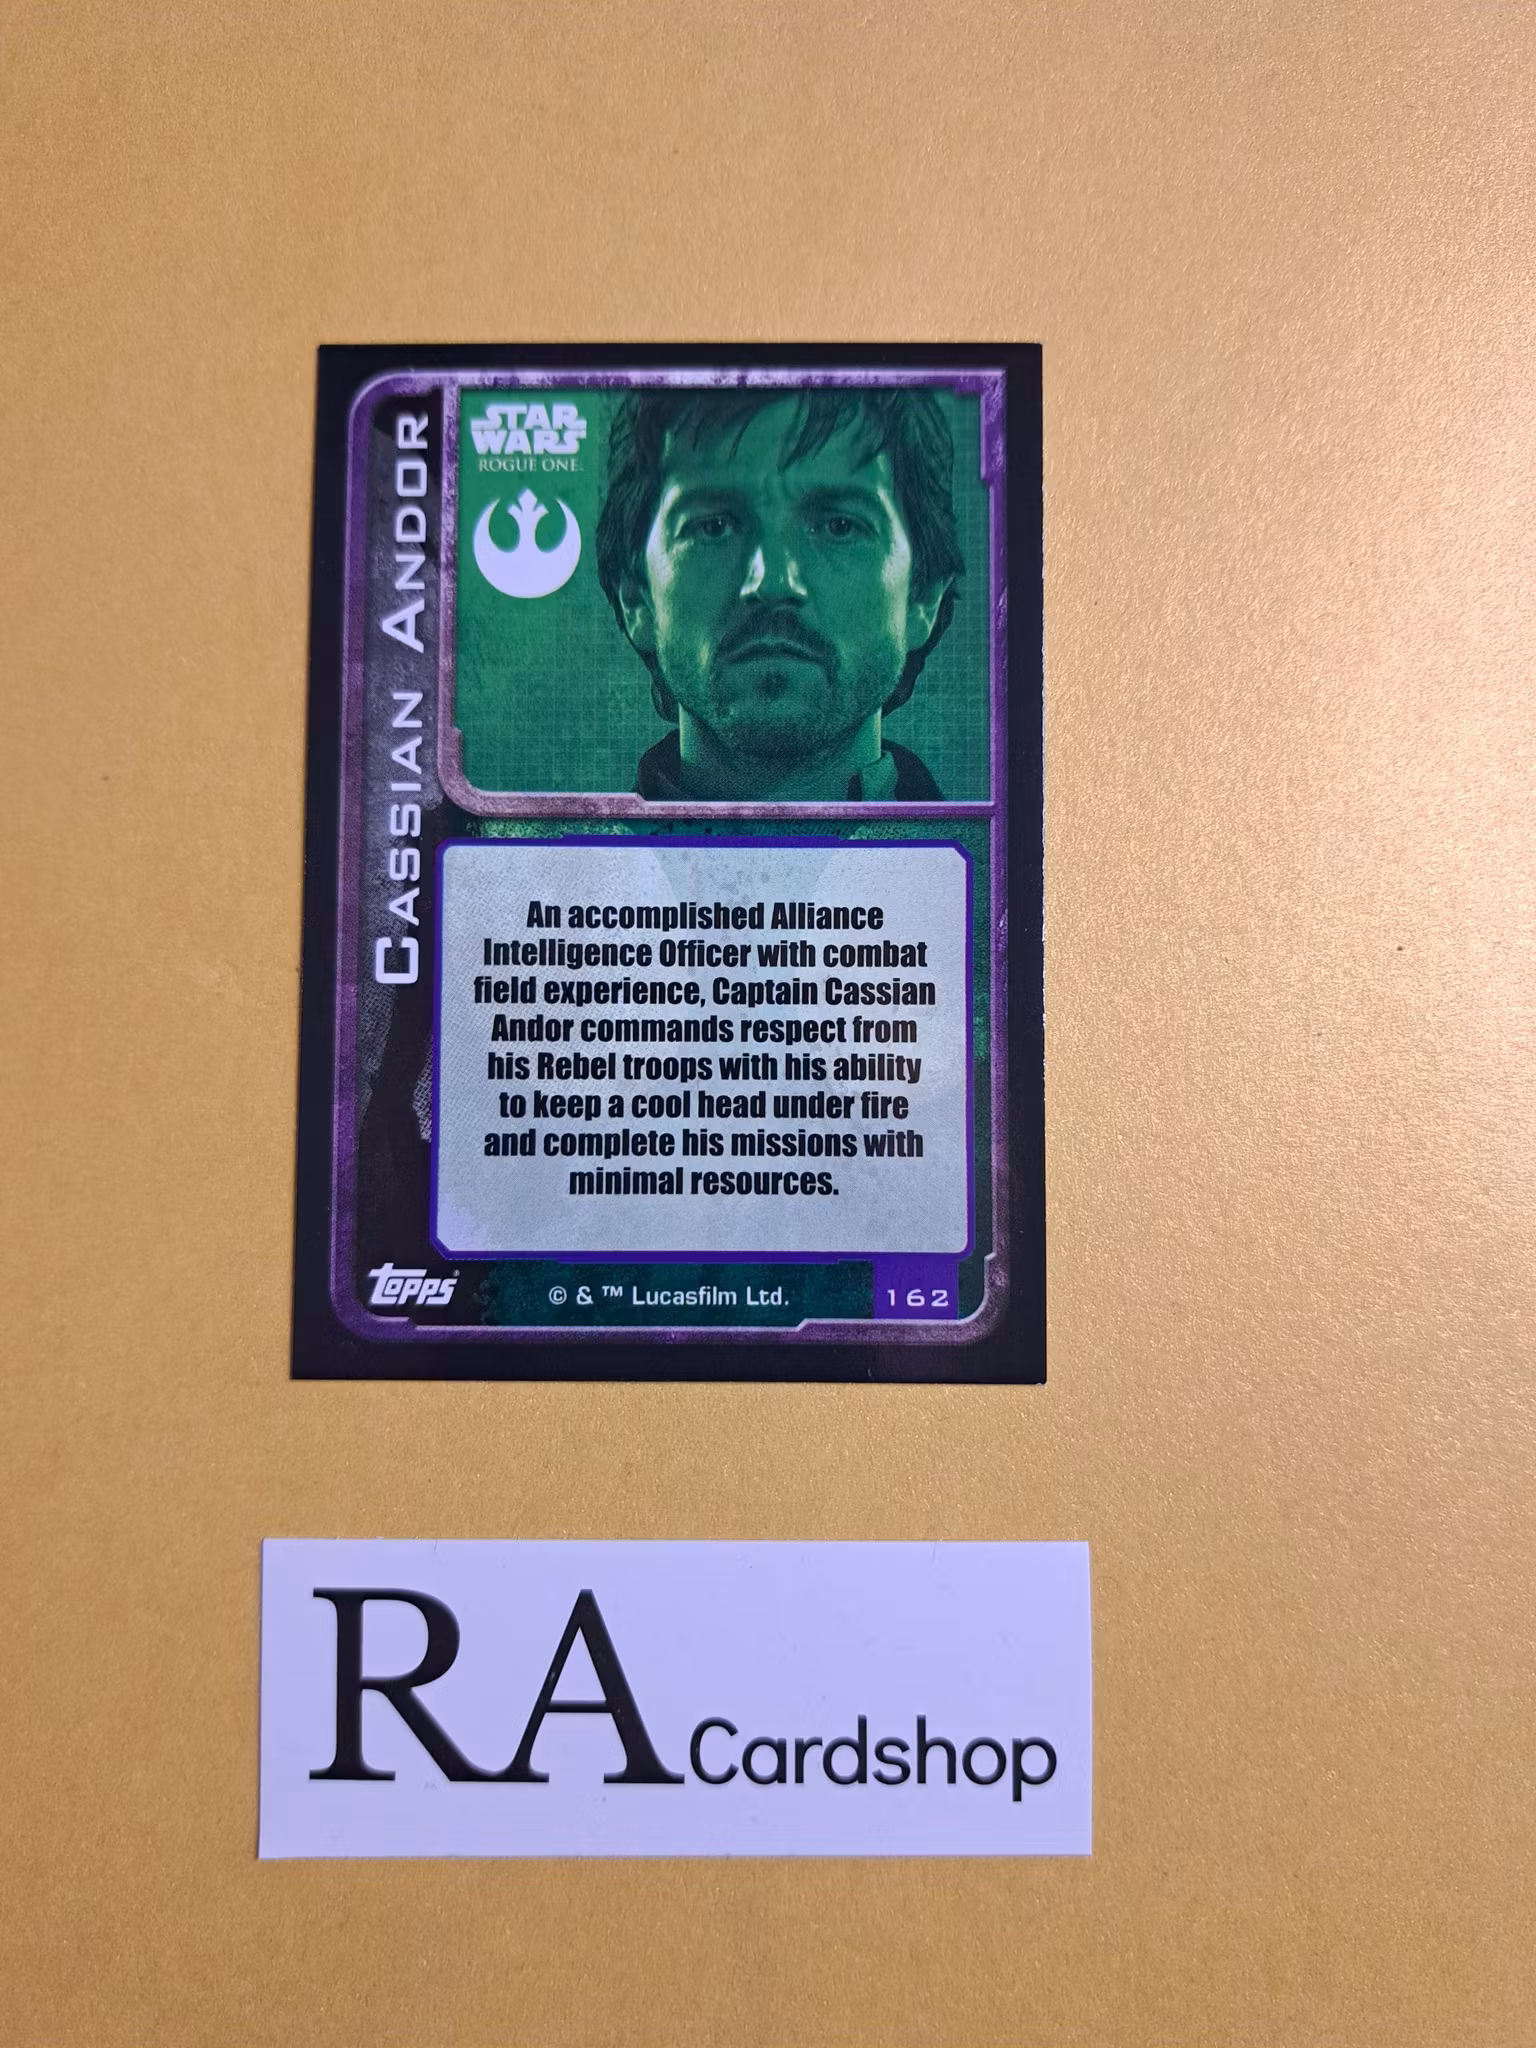 STAR
WARS
ROGUE ONE™
CASSIAN ANDOR
An accomplished Alliance
Intelligence Officer with combat
field experience, Captain Cassian
Andor commands respect from
his Rebel troops with his ability
to keep a cool head under fire
and complete his missions with
minimal resources.
topps®
© & ™ Lucasfilm Ltd.
162
RA Cardshop